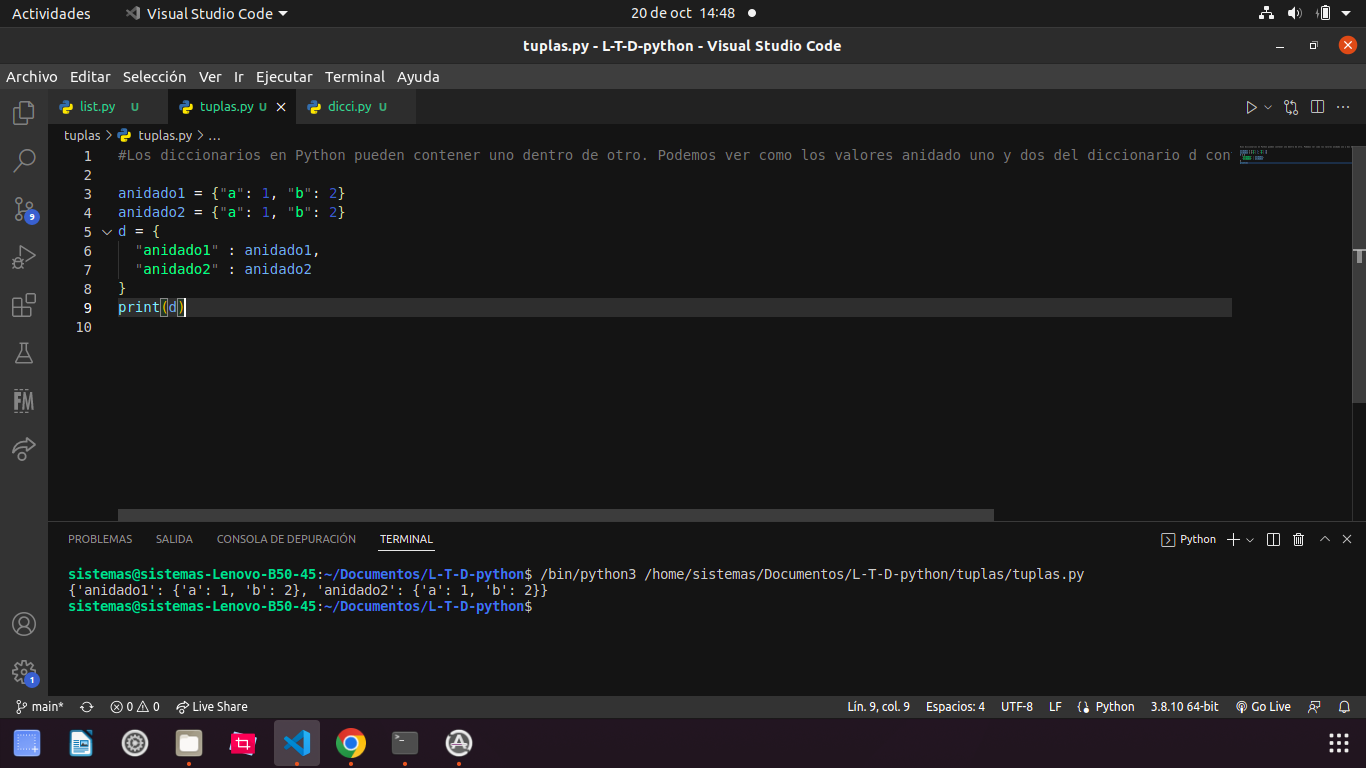 Actividades Visual Studio Code 20 de oct 14:48
tuplas.py - L-T-D-python - Visual Studio Code
Archivo Editar Selección Ver Ir Ejecutar Terminal Ayuda
list.py U tuplas.py U dicci.py U
tuplas > tuplas.py > ...
1 #Los diccionarios en Python pueden contener uno dentro de otro. Podemos ver como los valores anidado uno y dos del diccionario d con
2
3 anidado1 = {"a": 1, "b": 2}
4 anidado2 = {"a": 1, "b": 2}
5 d = {
6 "anidado1" : anidado1,
7 "anidado2" : anidado2
8 }
9 print(d)
10
9
FM
PROBLEMAS SALIDA CONSOLA DE DEPURACIÓN TERMINAL Python
sistemas@sistemas-Lenovo-B50-45:~/Documentos/L-T-D-python$ /bin/python3 /home/sistemas/Documentos/L-T-D-python/tuplas/tuplas.py
{'anidado1': {'a': 1, 'b': 2}, 'anidado2': {'a': 1, 'b': 2}}
sistemas@sistemas-Lenovo-B50-45:~/Documentos/L-T-D-python$
1
main* 0 0 Live Share Lín. 9, col. 9 Espacios: 4 UTF-8 LF Python 3.8.10 64-bit Go Live